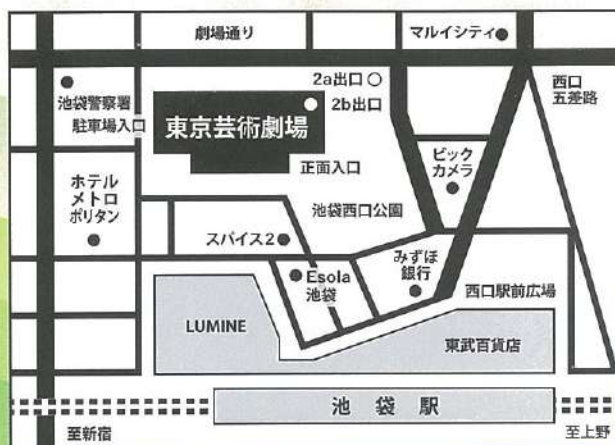 劇場通り
マルイシティ
池袋警察署
2a出口
2b出口
西口
五差路
駐車場入口
東京芸術劇場
正面入口
ビック
カメラ
ホテル
メトロ
ポリタン
池袋西口公園
スパイス2
Esola
池袋
みずほ
銀行
西口駅前広場
LUMINE
東武百貨店
池袋駅
至新宿
至上野